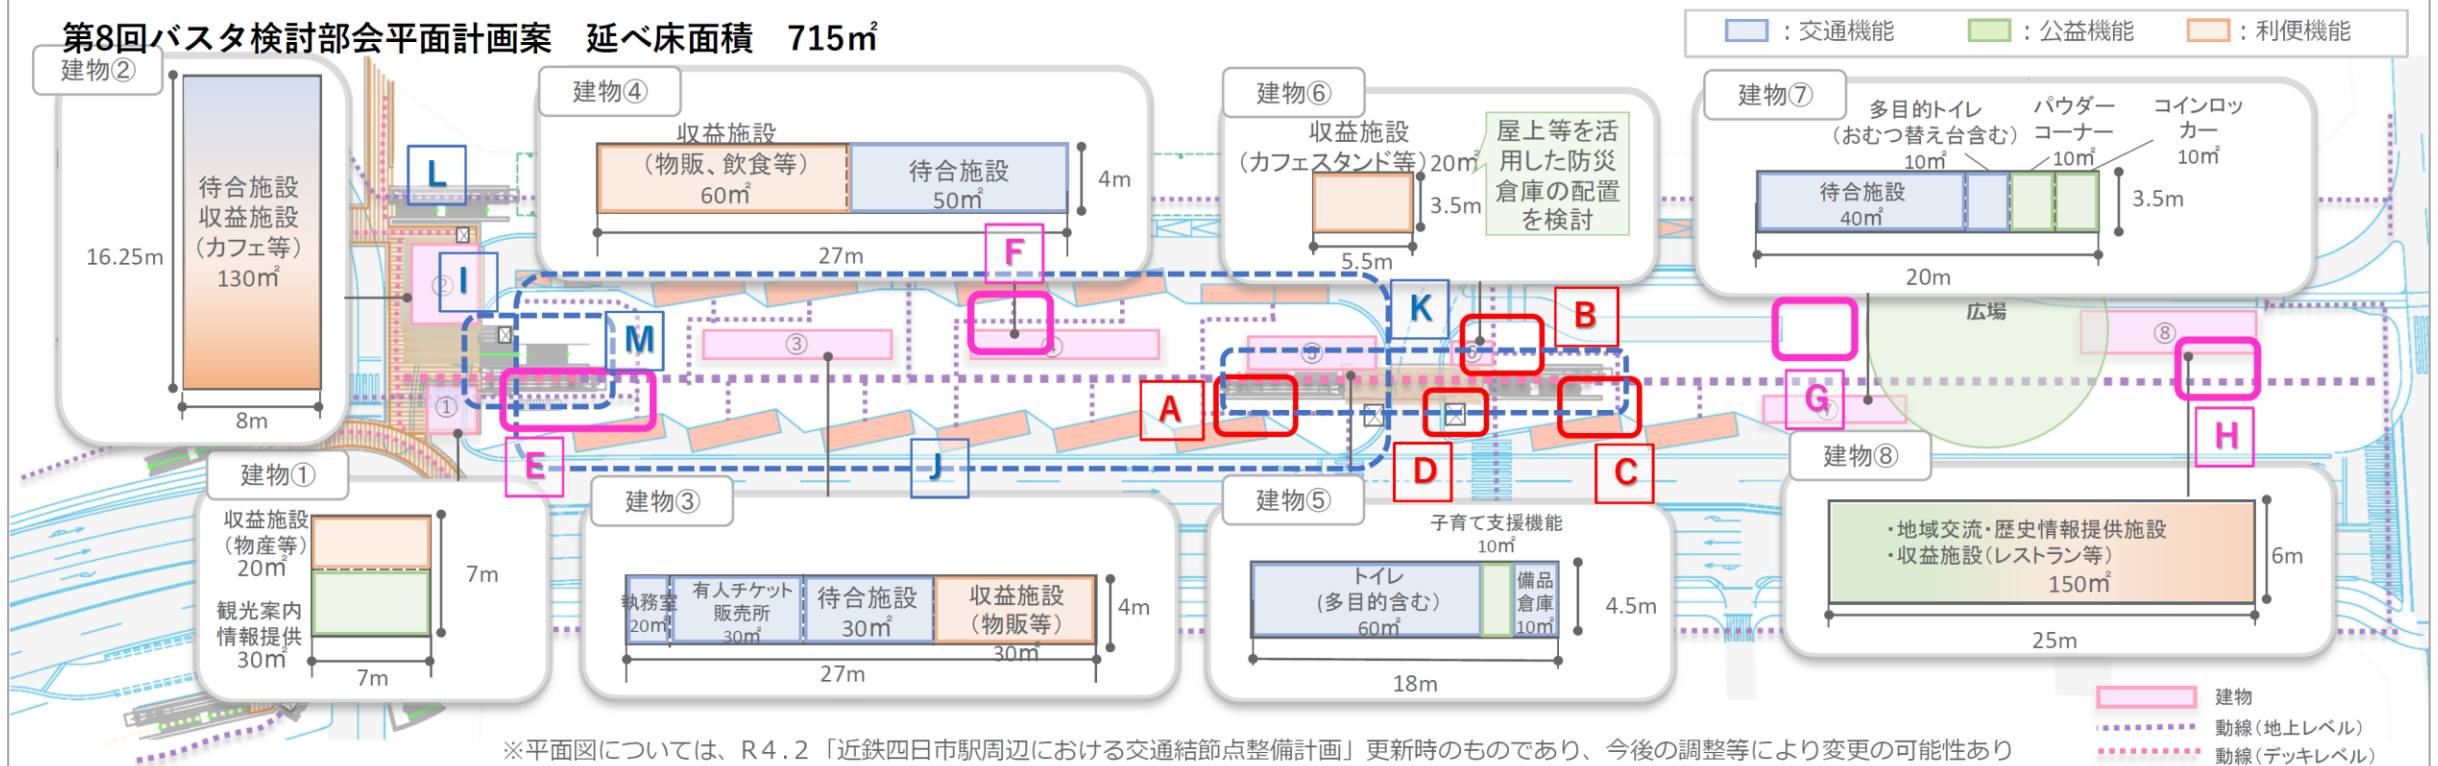 第8回バスタ検討部会平面計画案　延べ床面積　715㎡
：交通機能
：公益機能
：利便機能
建物②
16.25m
待合施設
収益施設
（カフェ等）
130㎡
8m
建物④
収益施設
（物販、飲食等）
60㎡
待合施設
50㎡
4m
27m
建物⑥
収益施設
（カフェスタンド等）20㎡
3.5m
5.5m
屋上等を活
用した防災
倉庫の配置
を検討
建物⑦
多目的トイレ
（おむつ替え台含む）
10㎡
パウダー
コーナー
10㎡
コインロッ
カー
10㎡
待合施設
40㎡
3.5m
20m
L
I
M
F
K
B
A
D
C
E
J
G
H
②
①
③
④
⑤
⑥
⑦
⑧
広場
建物①
収益施設
（物産等）
20㎡
観光案内
情報提供
30㎡
7m
7m
建物③
執務室
20㎡
有人チケット
販売所
30㎡
待合施設
30㎡
収益施設
（物販等）
30㎡
4m
27m
建物⑤
子育て支援機能
10㎡
トイレ
（多目的含む）
60㎡
備品
倉庫
10㎡
4.5m
18m
建物⑧
・地域交流・歴史情報提供施設
・収益施設（レストラン等）
150㎡
6m
25m
建物
動線（地上レベル）
動線（デッキレベル）
※平面図については、R４.２「近鉄四日市駅周辺における交通結節点整備計画」更新時のものであり、今後の調整等により変更の可能性あり